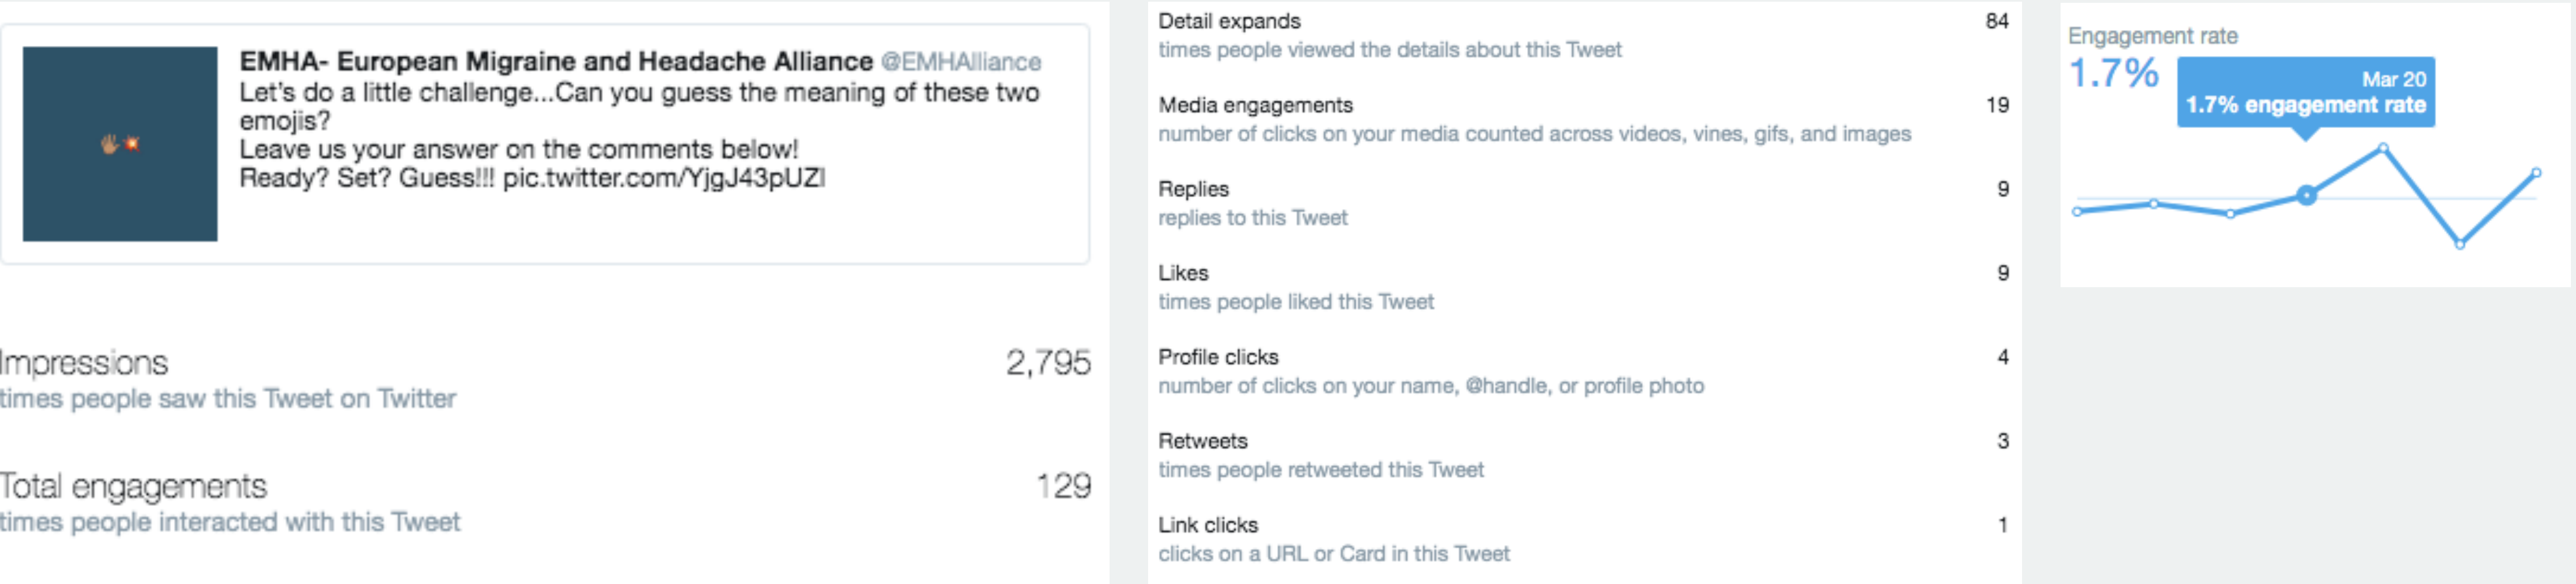 EMHA- European Migraine and Headache Alliance @EMHAlliance
Let's do a little challenge...Can you guess the meaning of these two
emojis?
Leave us your answer on the comments below!
Ready? Set? Guess!!! pic.twitter.com/YjgJ43pUZl
Impressions 2,795
times people saw this Tweet on Twitter
Total engagements 129
times people interacted with this Tweet
Detail expands 84
times people viewed the details about this Tweet
Media engagements 19
number of clicks on your media counted across videos, vines, gifs, and images
Replies 9
replies to this Tweet
Likes 9
times people liked this Tweet
Profile clicks 4
number of clicks on your name, @handle, or profile photo
Retweets 3
times people retweeted this Tweet
Link clicks 1
clicks on a URL or Card in this Tweet
Engagement rate
1.7%
Mar 20
1.7% engagement rate